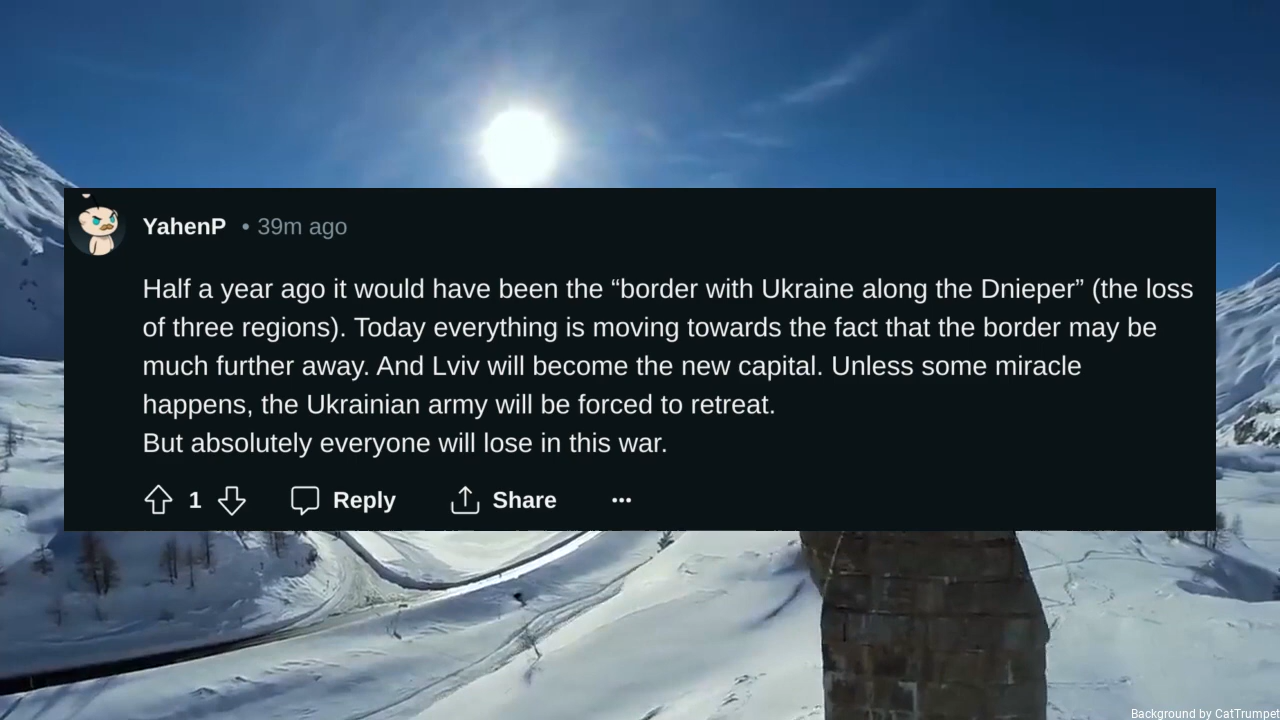 YahenP • 39m ago
Half a year ago it would have been the “border with Ukraine along the Dnieper” (the loss
of three regions). Today everything is moving towards the fact that the border may be
much further away. And Lviv will become the new capital. Unless some miracle
happens, the Ukrainian army will be forced to retreat.
But absolutely everyone will lose in this war.
1 Reply Share ...
Background by CatTrumpet